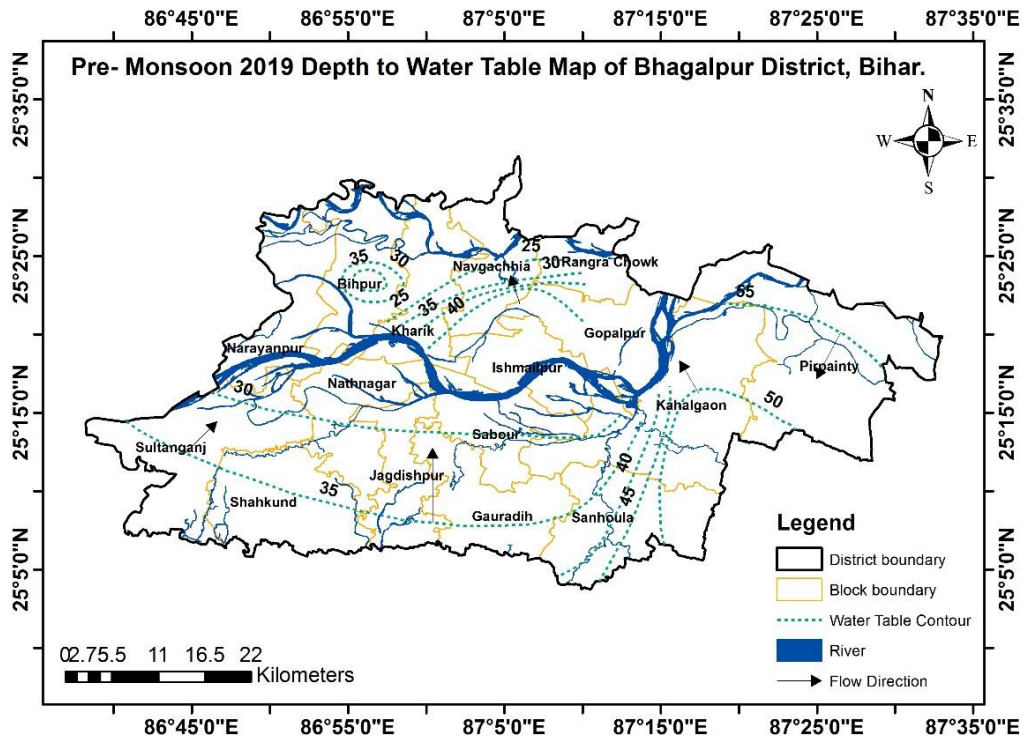 86°45'0"E 86°55'0"E 87°5'0"E 87°15'0"E 87°25'0"E 87°35'0"E
Pre- Monsoon 2019 Depth to Water Table Map of Bhagalpur District, Bihar.
25°35'0"N 25°35'0"N
N
W E
S
25°25'0"N 25°25'0"N
25
35 30 Naygachhia 30 Rangra Chowk
Bihpur
25 35 40 55
Kharik Gopalpur
Narayanpur Ismailpur Pirpainty
30 Nathnagar Kahalgaon 50
25°15'0"N 25°15'0"N
Sultanganj Sabour
Jagdishpur 40
35 45
Shahkund Gauradih Sanhoula
25°5'0"N 25°5'0"N
Legend
District boundary
Block boundary
Water Table Contour
River
Flow Direction
0 2.75 5.5 11 16.5 22
Kilometers
86°45'0"E 86°55'0"E 87°5'0"E 87°15'0"E 87°25'0"E 87°35'0"E